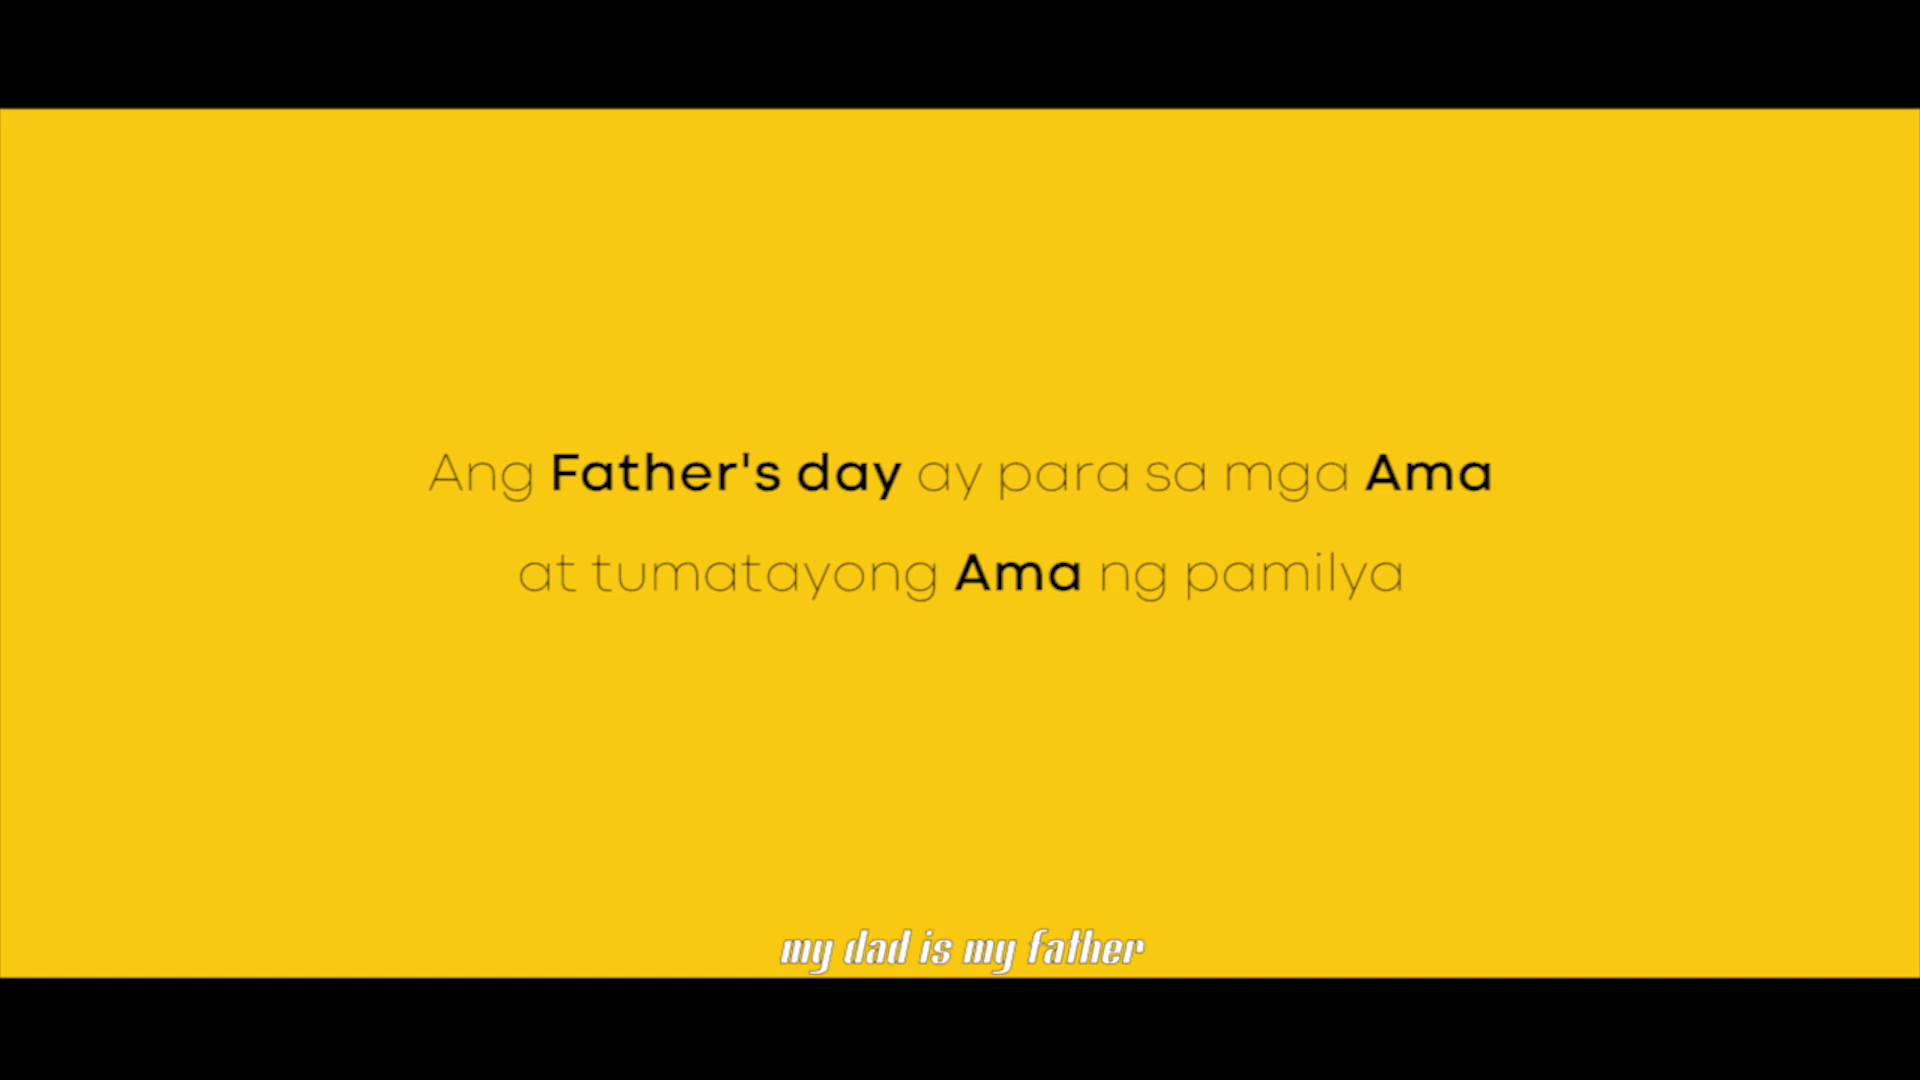 Ang Father's day ay para sa mga Ama
at tumatayong Ama ng pamilya
my dad is my father